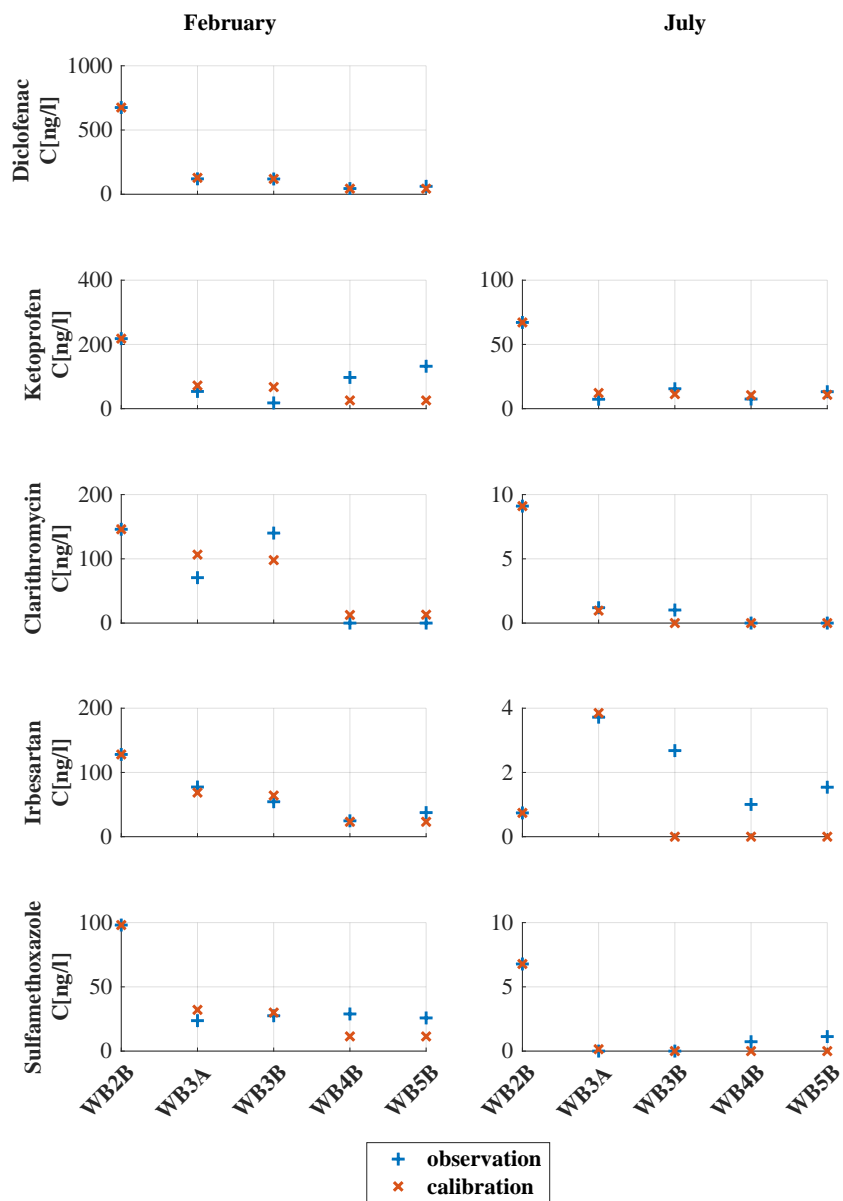 February
July
Diclofenac
C[ng/l]
1000
500
0
Ketoprofen
C[ng/l]
400
200
0
100
50
0
Clarithromycin
C[ng/l]
200
100
0
10
5
0
Irbesartan
C[ng/l]
200
100
0
4
2
0
Sulfamethoxazole
C[ng/l]
100
50
0
10
5
0
WB2B
WB3A
WB3B
WB4B
WB5B
WB2B
WB3A
WB3B
WB4B
WB5B
observation
calibration